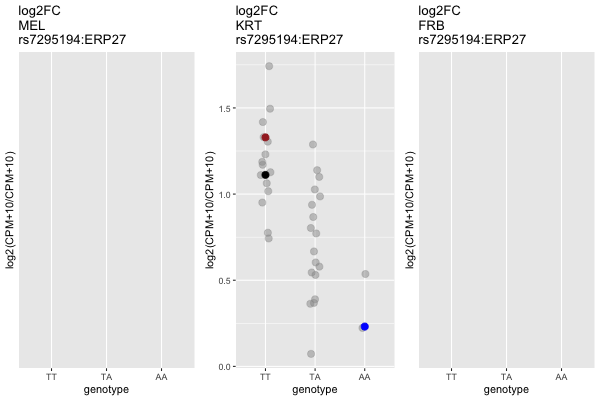 log2FC
MEL
rs7295194:ERP27
log2(CPM+10/CPM+10)
TT TA AA
genotype
log2FC
KRT
rs7295194:ERP27
log2(CPM+10/CPM+10)
1.5
1.0
0.5
0.0
TT TA AA
genotype
log2FC
FRB
rs7295194:ERP27
log2(CPM+10/CPM+10)
TT TA AA
genotype